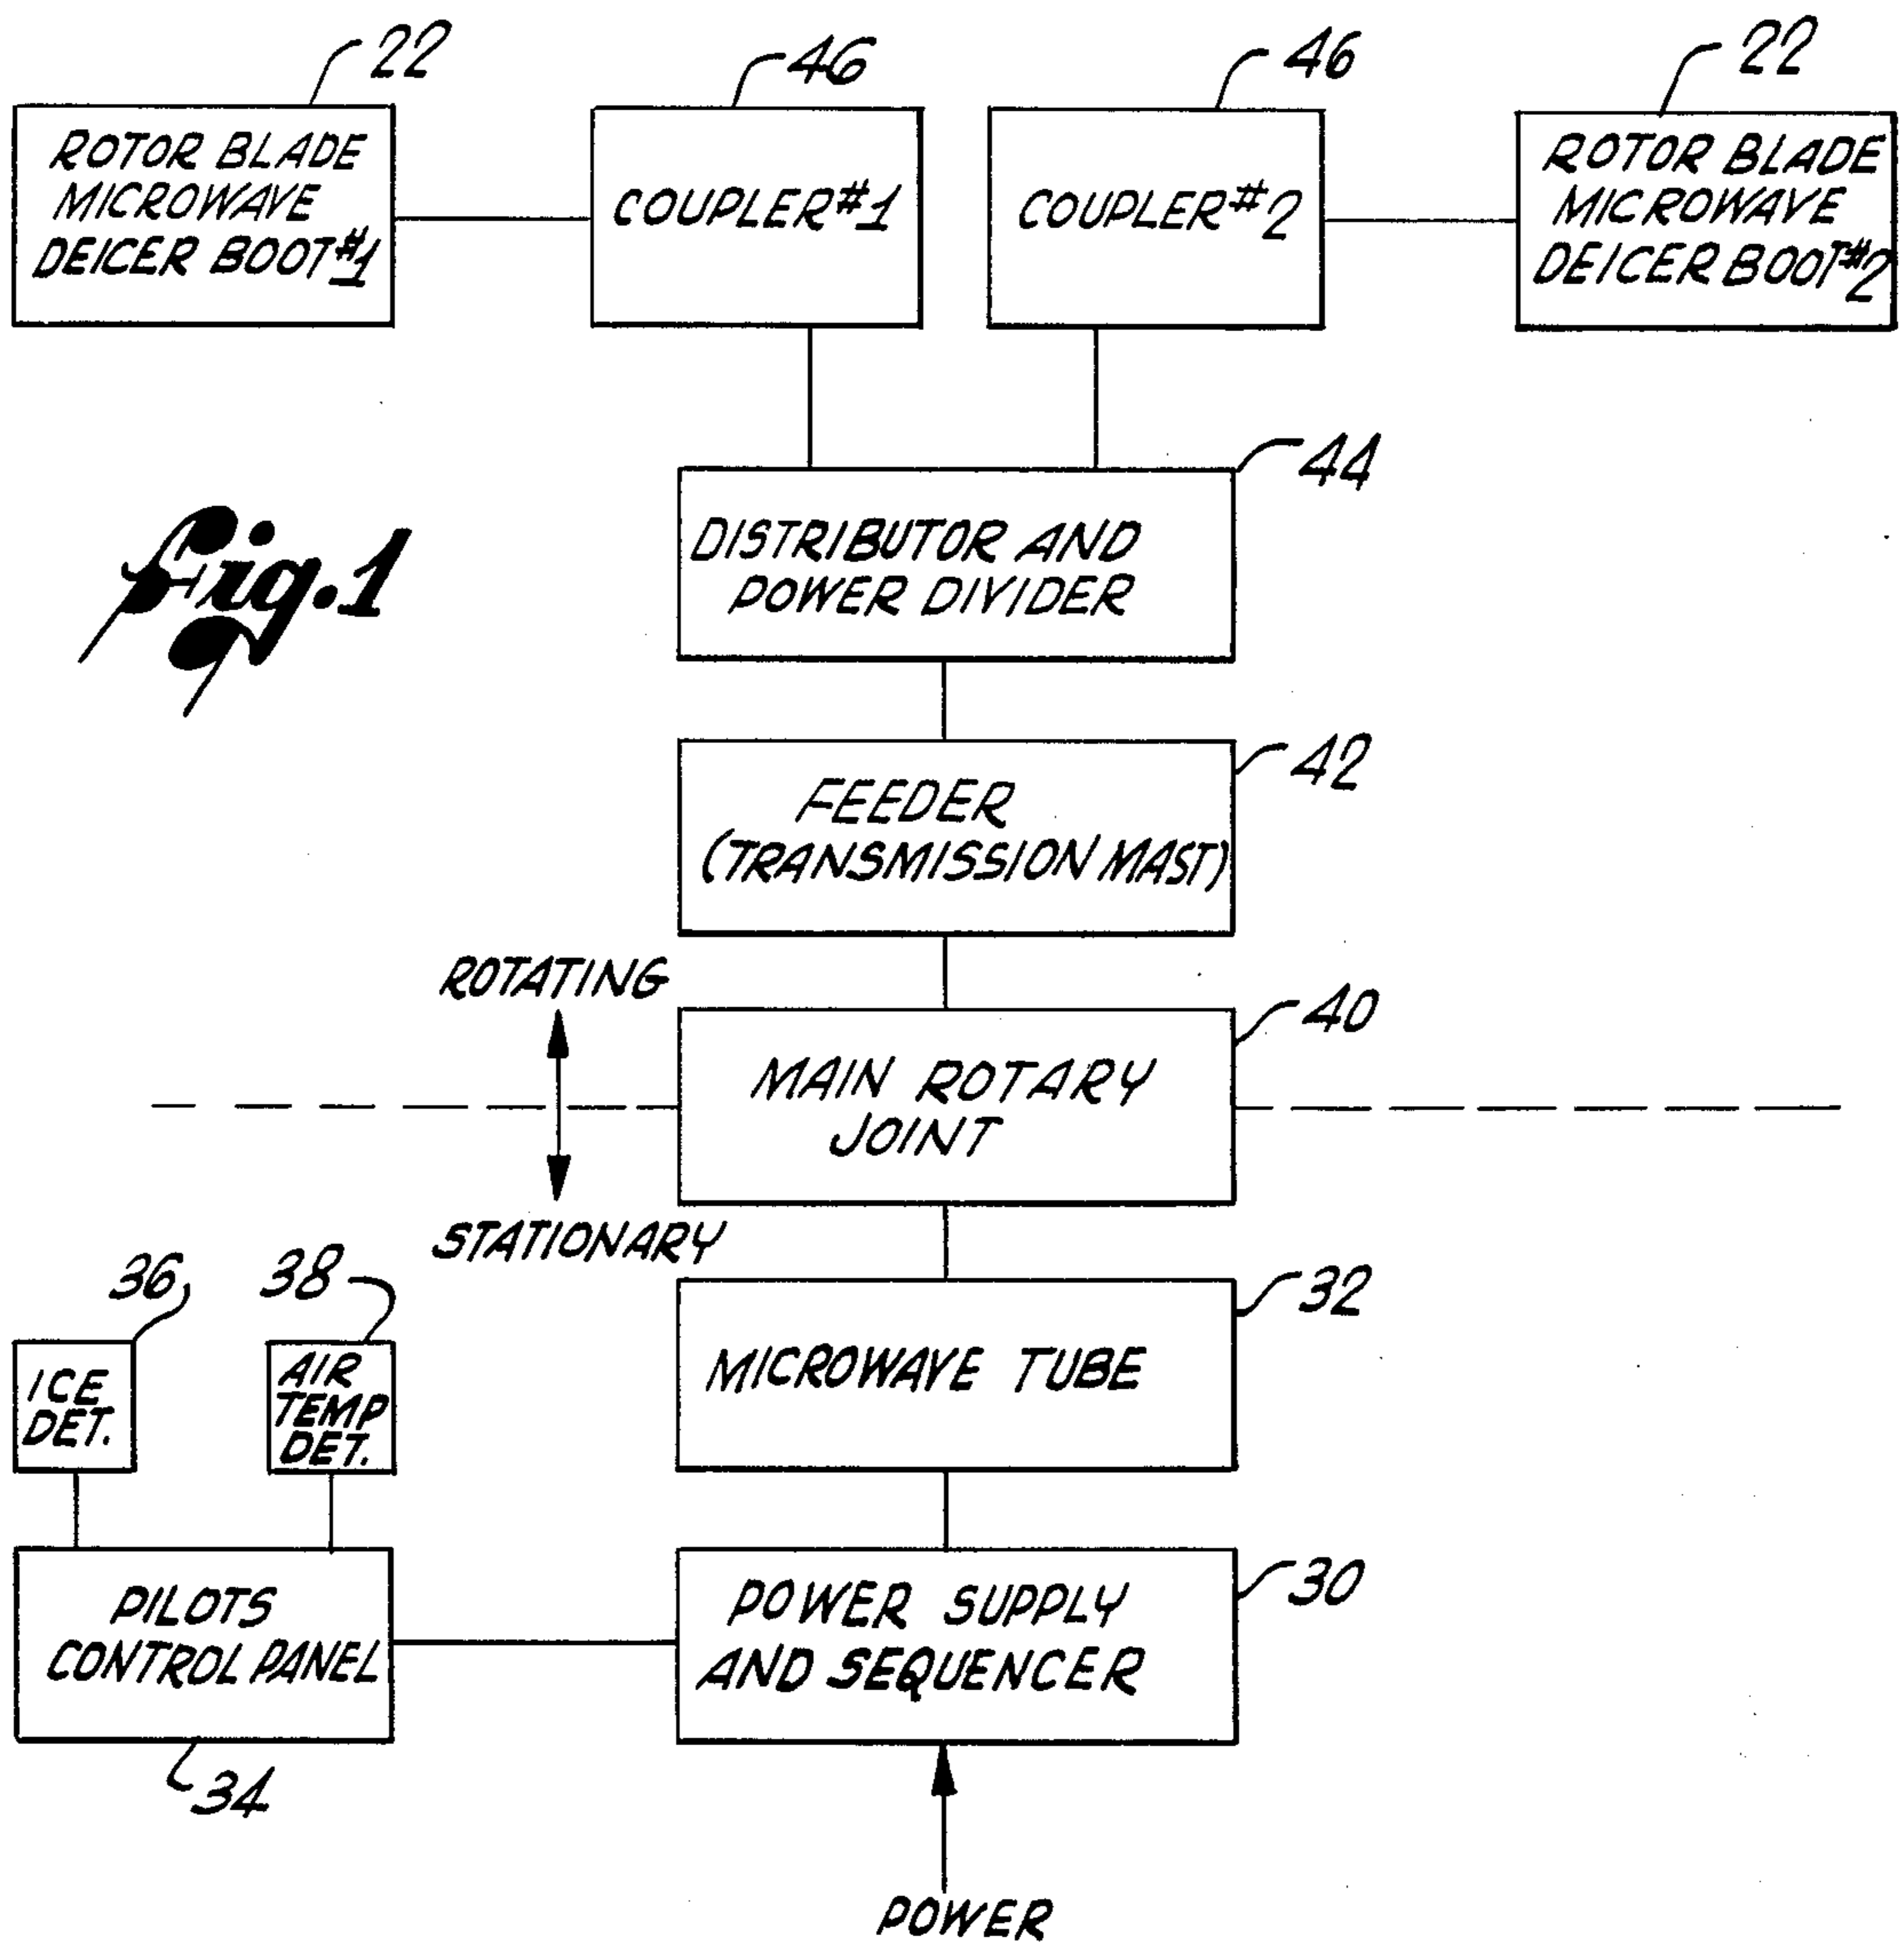 22
46
46
22
ROTOR BLADE
MICROWAVE
DEICER BOOT #1
COUPLER #1
COUPLER #2
ROTOR BLADE
MICROWAVE
DEICER BOOT #2
44
DISTRIBUTOR AND
POWER DIVIDER
Fig.1
42
FEEDER
(TRANSMISSION MAST)
ROTATING
40
MAIN ROTARY
JOINT
STATIONARY
36
38
32
ICE
DET.
AIR
TEMP
DET.
MICROWAVE TUBE
30
PILOTS
CONTROL PANEL
POWER SUPPLY
AND SEQUENCER
34
POWER